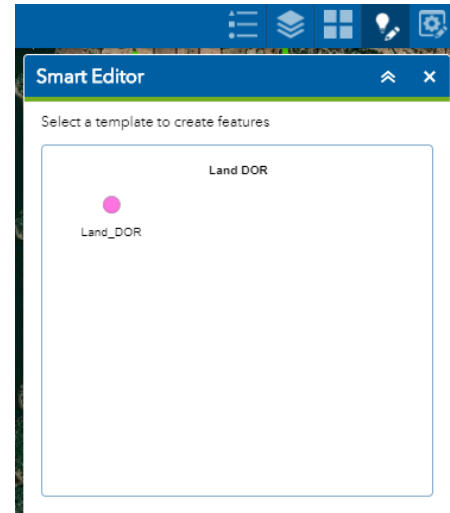 Smart Editor
Select a template to create features
Land DOR
Land_DOR